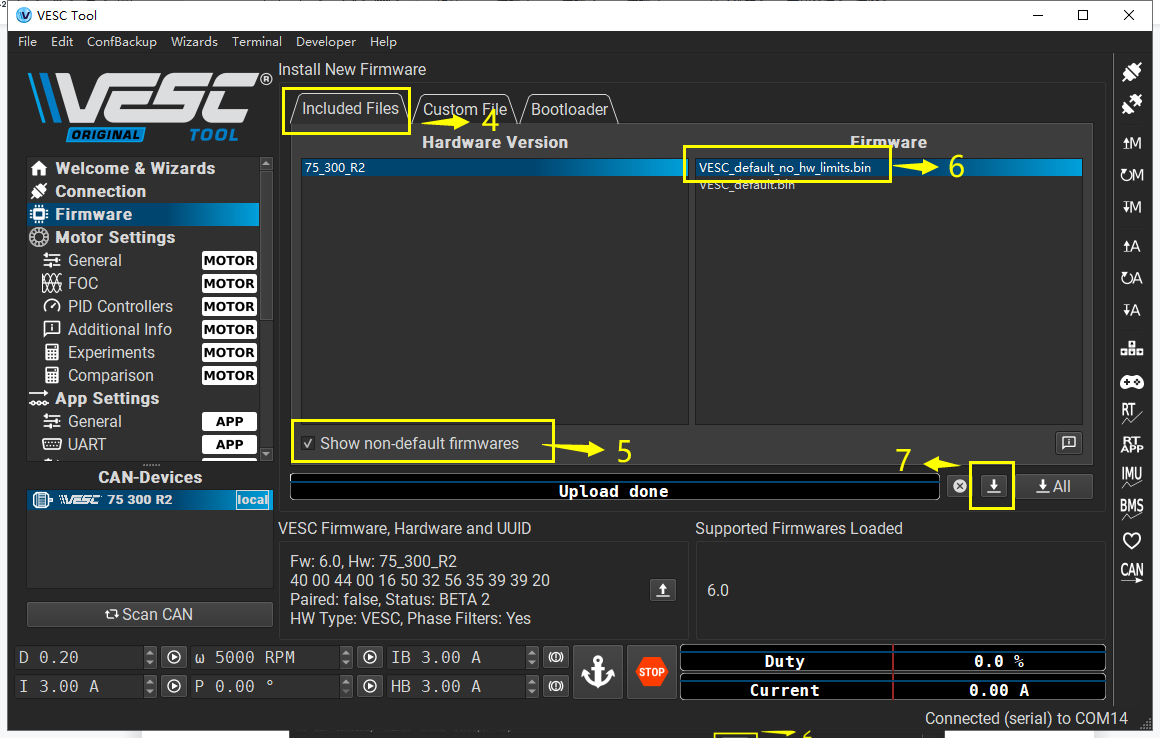 VESC Tool
File Edit ConfBackup Wizards Terminal Developer Help
VESC®
ORIGINAL TOOL
Welcome & Wizards
Connection
Firmware
Motor Settings
General MOTOR
FOC MOTOR
PID Controllers MOTOR
Additional Info MOTOR
Experiments MOTOR
Comparison MOTOR
App Settings
General APP
UART APP
CAN-Devices
VESC 75 300 R2 local
Scan CAN
Install New Firmware
Included Files Custom File Bootloader
4
Hardware Version Firmware
75_300_R2
VESC_default_no_hw_limits.bin
6
VESC_default.bin
Show non-default firmwares
5
7
Upload done
All
VESC Firmware, Hardware and UUID
Fw: 6.0, Hw: 75_300_R2
40 00 44 00 16 50 32 56 35 39 39 20
Paired: false, Status: BETA 2
HW Type: VESC, Phase Filters: Yes
Supported Firmwares Loaded
6.0
↑M
↻M
↧M
↑A
↻A
↧A
RT
RT
APP
IMU
BMS
CAN
D 0.20 ω 5000 RPM IB 3.00 A
I 3.00 A P 0.00 ° HB 3.00 A
STOP
Duty 0.0 %
Current 0.00 A
Connected (serial) to COM14